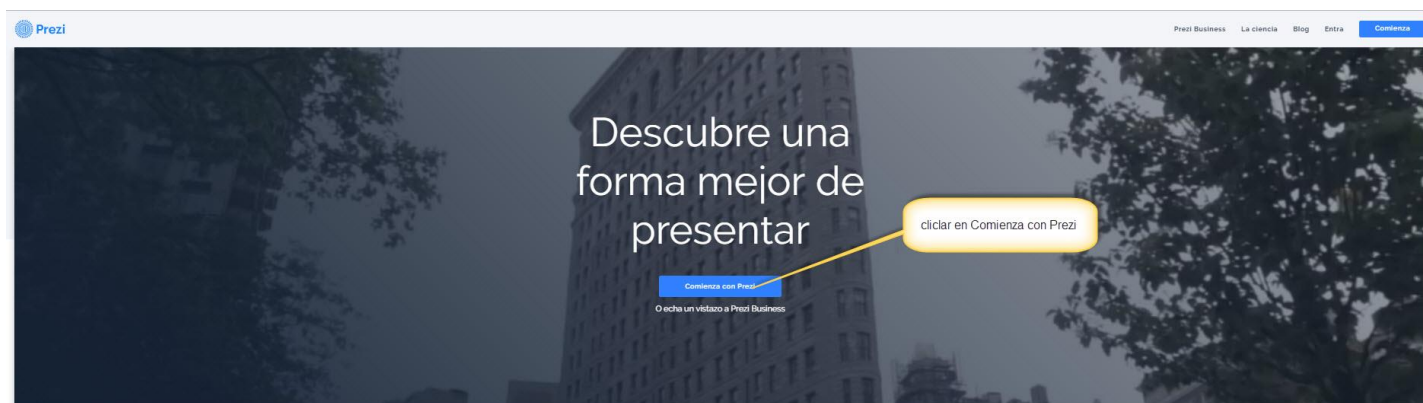 Prezi
Prezi Business La ciencia Blog Entra Comienza
Descubre una
forma mejor de
presentar
cliclar en Comienza con Prezi
Comienza con Prezi
O echa un vistazo a Prezi Business